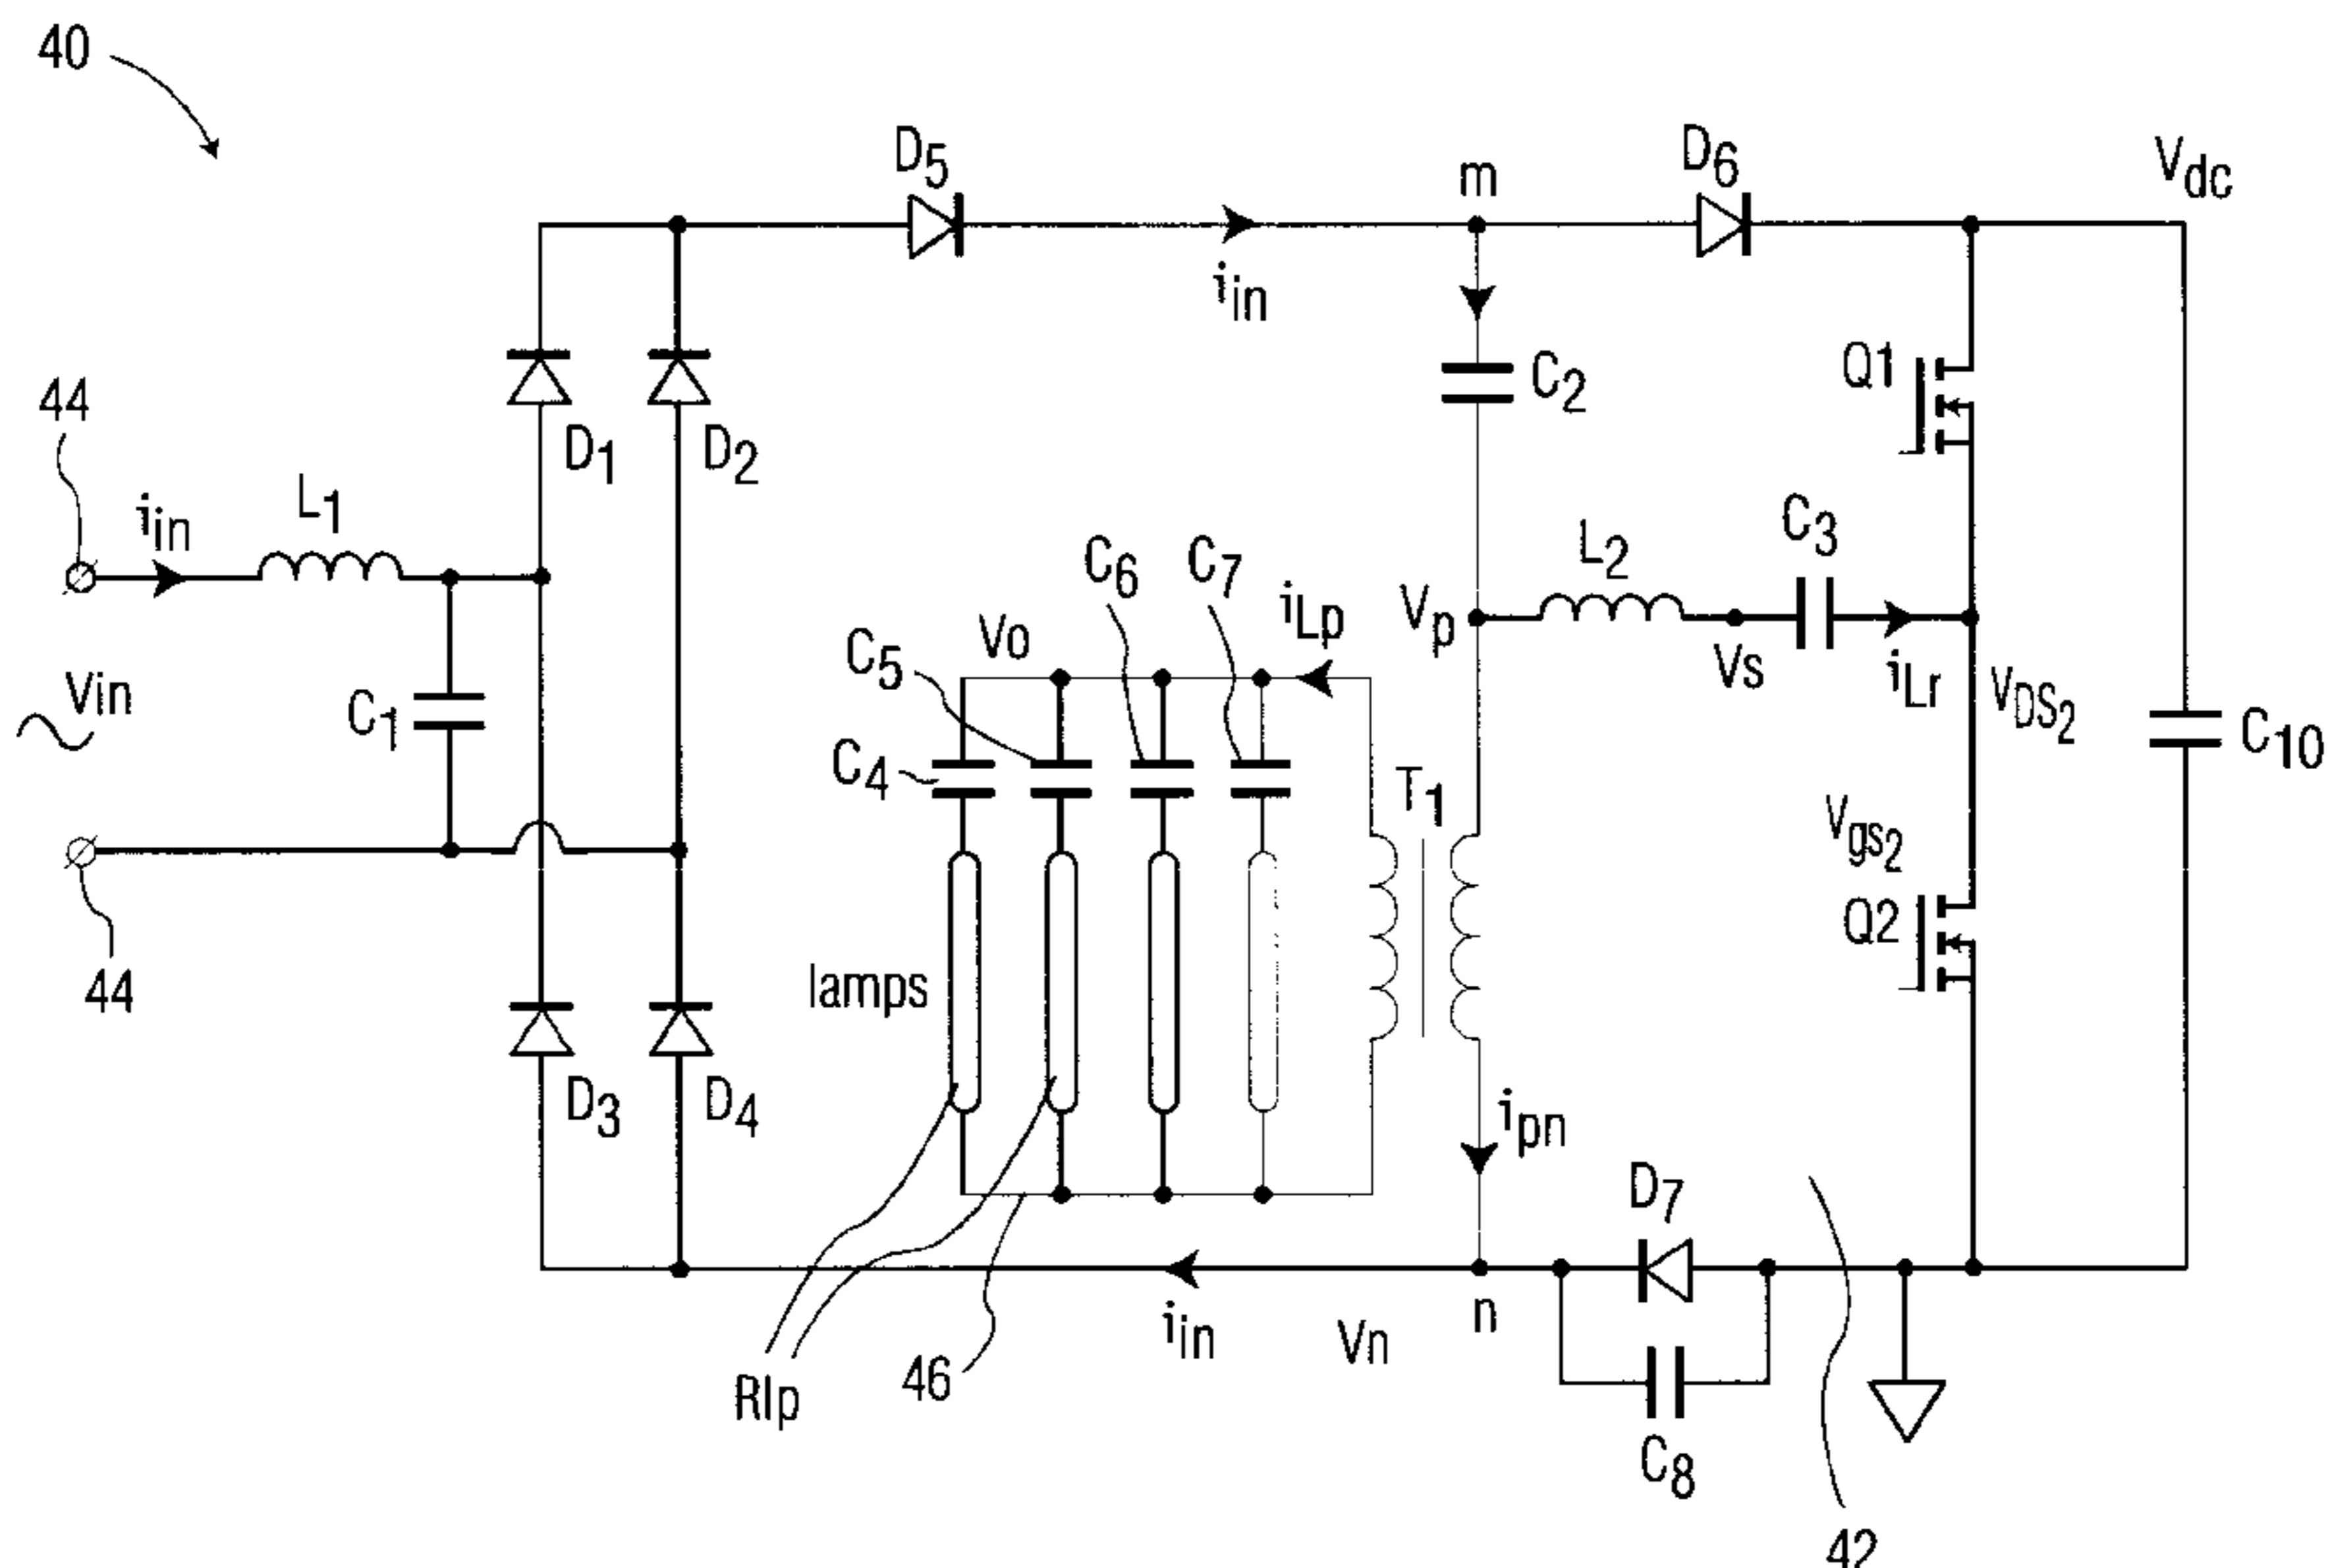 40
D5
m
D6
Vdc
iin
C2
Q1
44
D1
D2
iin
L1
C3
L2
C6
C7
iLp
Vp
Vs
iLr
VDS2
C5
Vo
Vin
C1
C10
C4
T1
Vgs2
Q2
lamps
44
D3
D4
ipn
D7
iin
Vn
n
Rlp
46
C8
42